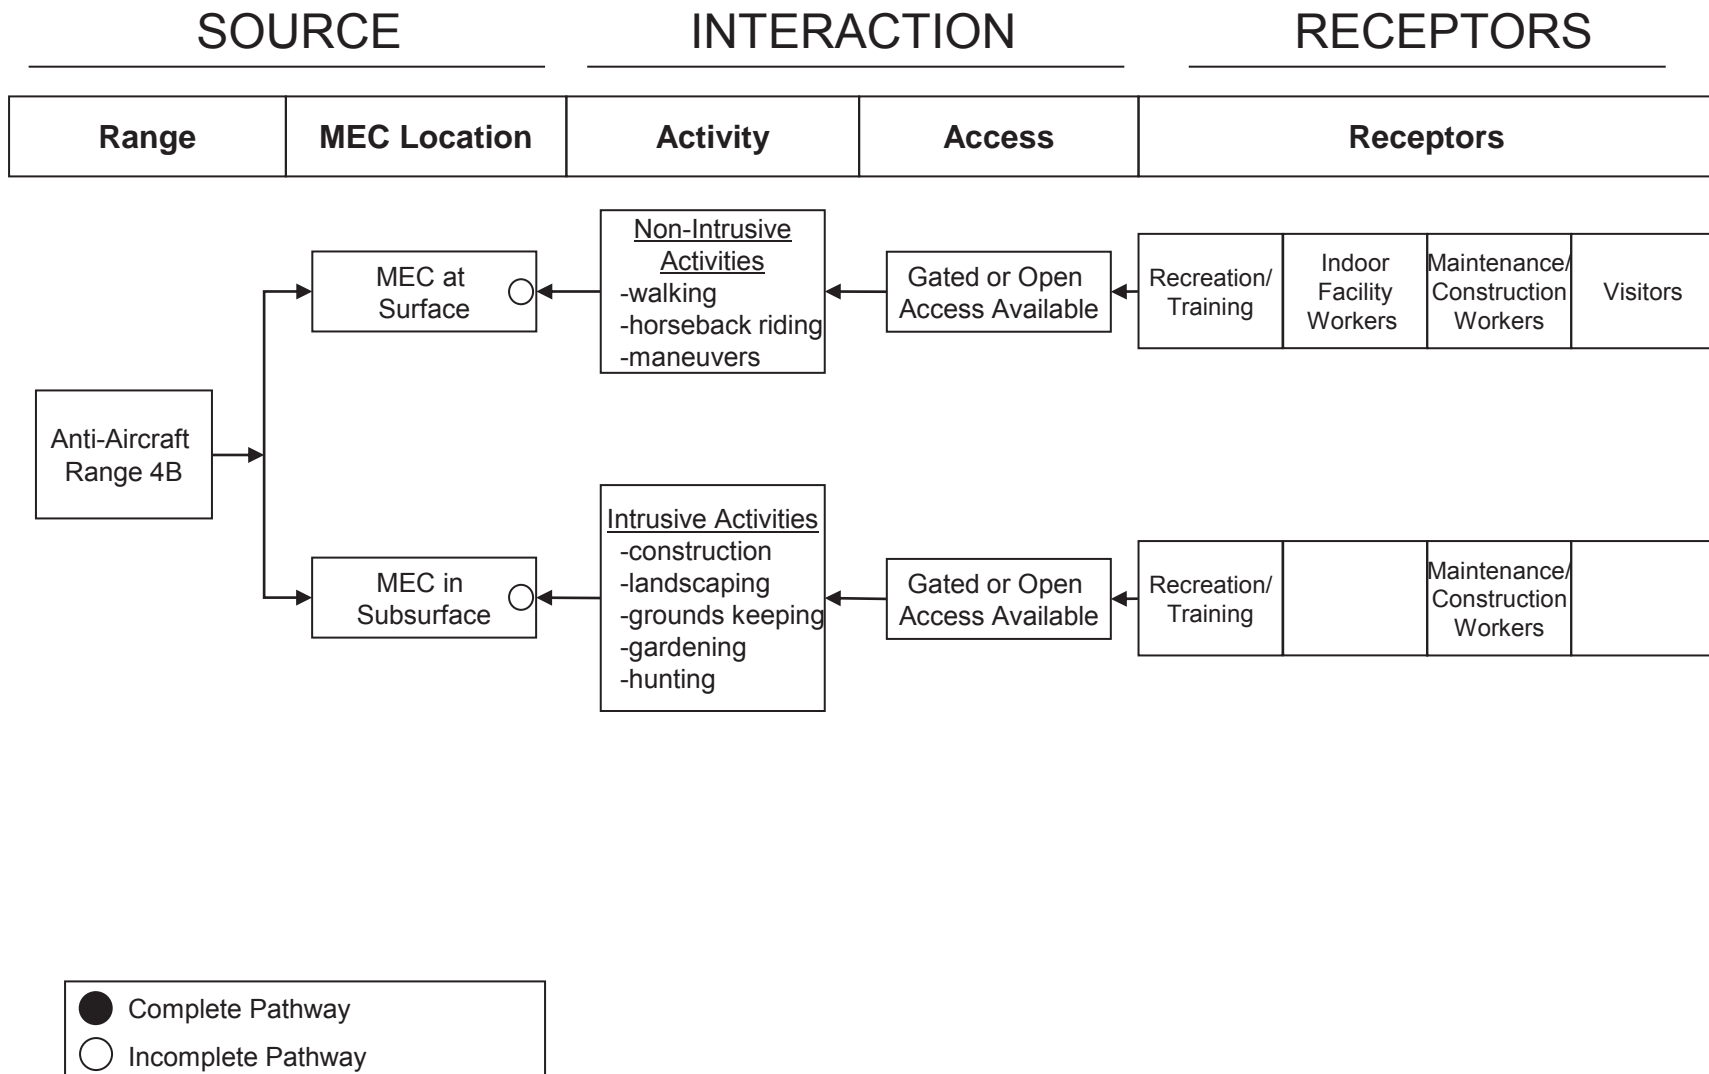 SOURCE
INTERACTION
RECEPTORS
Range
MEC Location
Activity
Access
Receptors
MEC at
Surface
Non-Intrusive
Activities
-walking
-horseback riding
-maneuvers
Gated or Open
Access Available
Recreation/
Training
Indoor
Facility
Workers
Maintenance/
Construction
Workers
Visitors
Anti-Aircraft
Range 4B
MEC in
Subsurface
Intrusive Activities
-construction
-landscaping
-grounds keeping
-gardening
-hunting
Gated or Open
Access Available
Recreation/
Training
Maintenance/
Construction
Workers
Complete Pathway
Incomplete Pathway